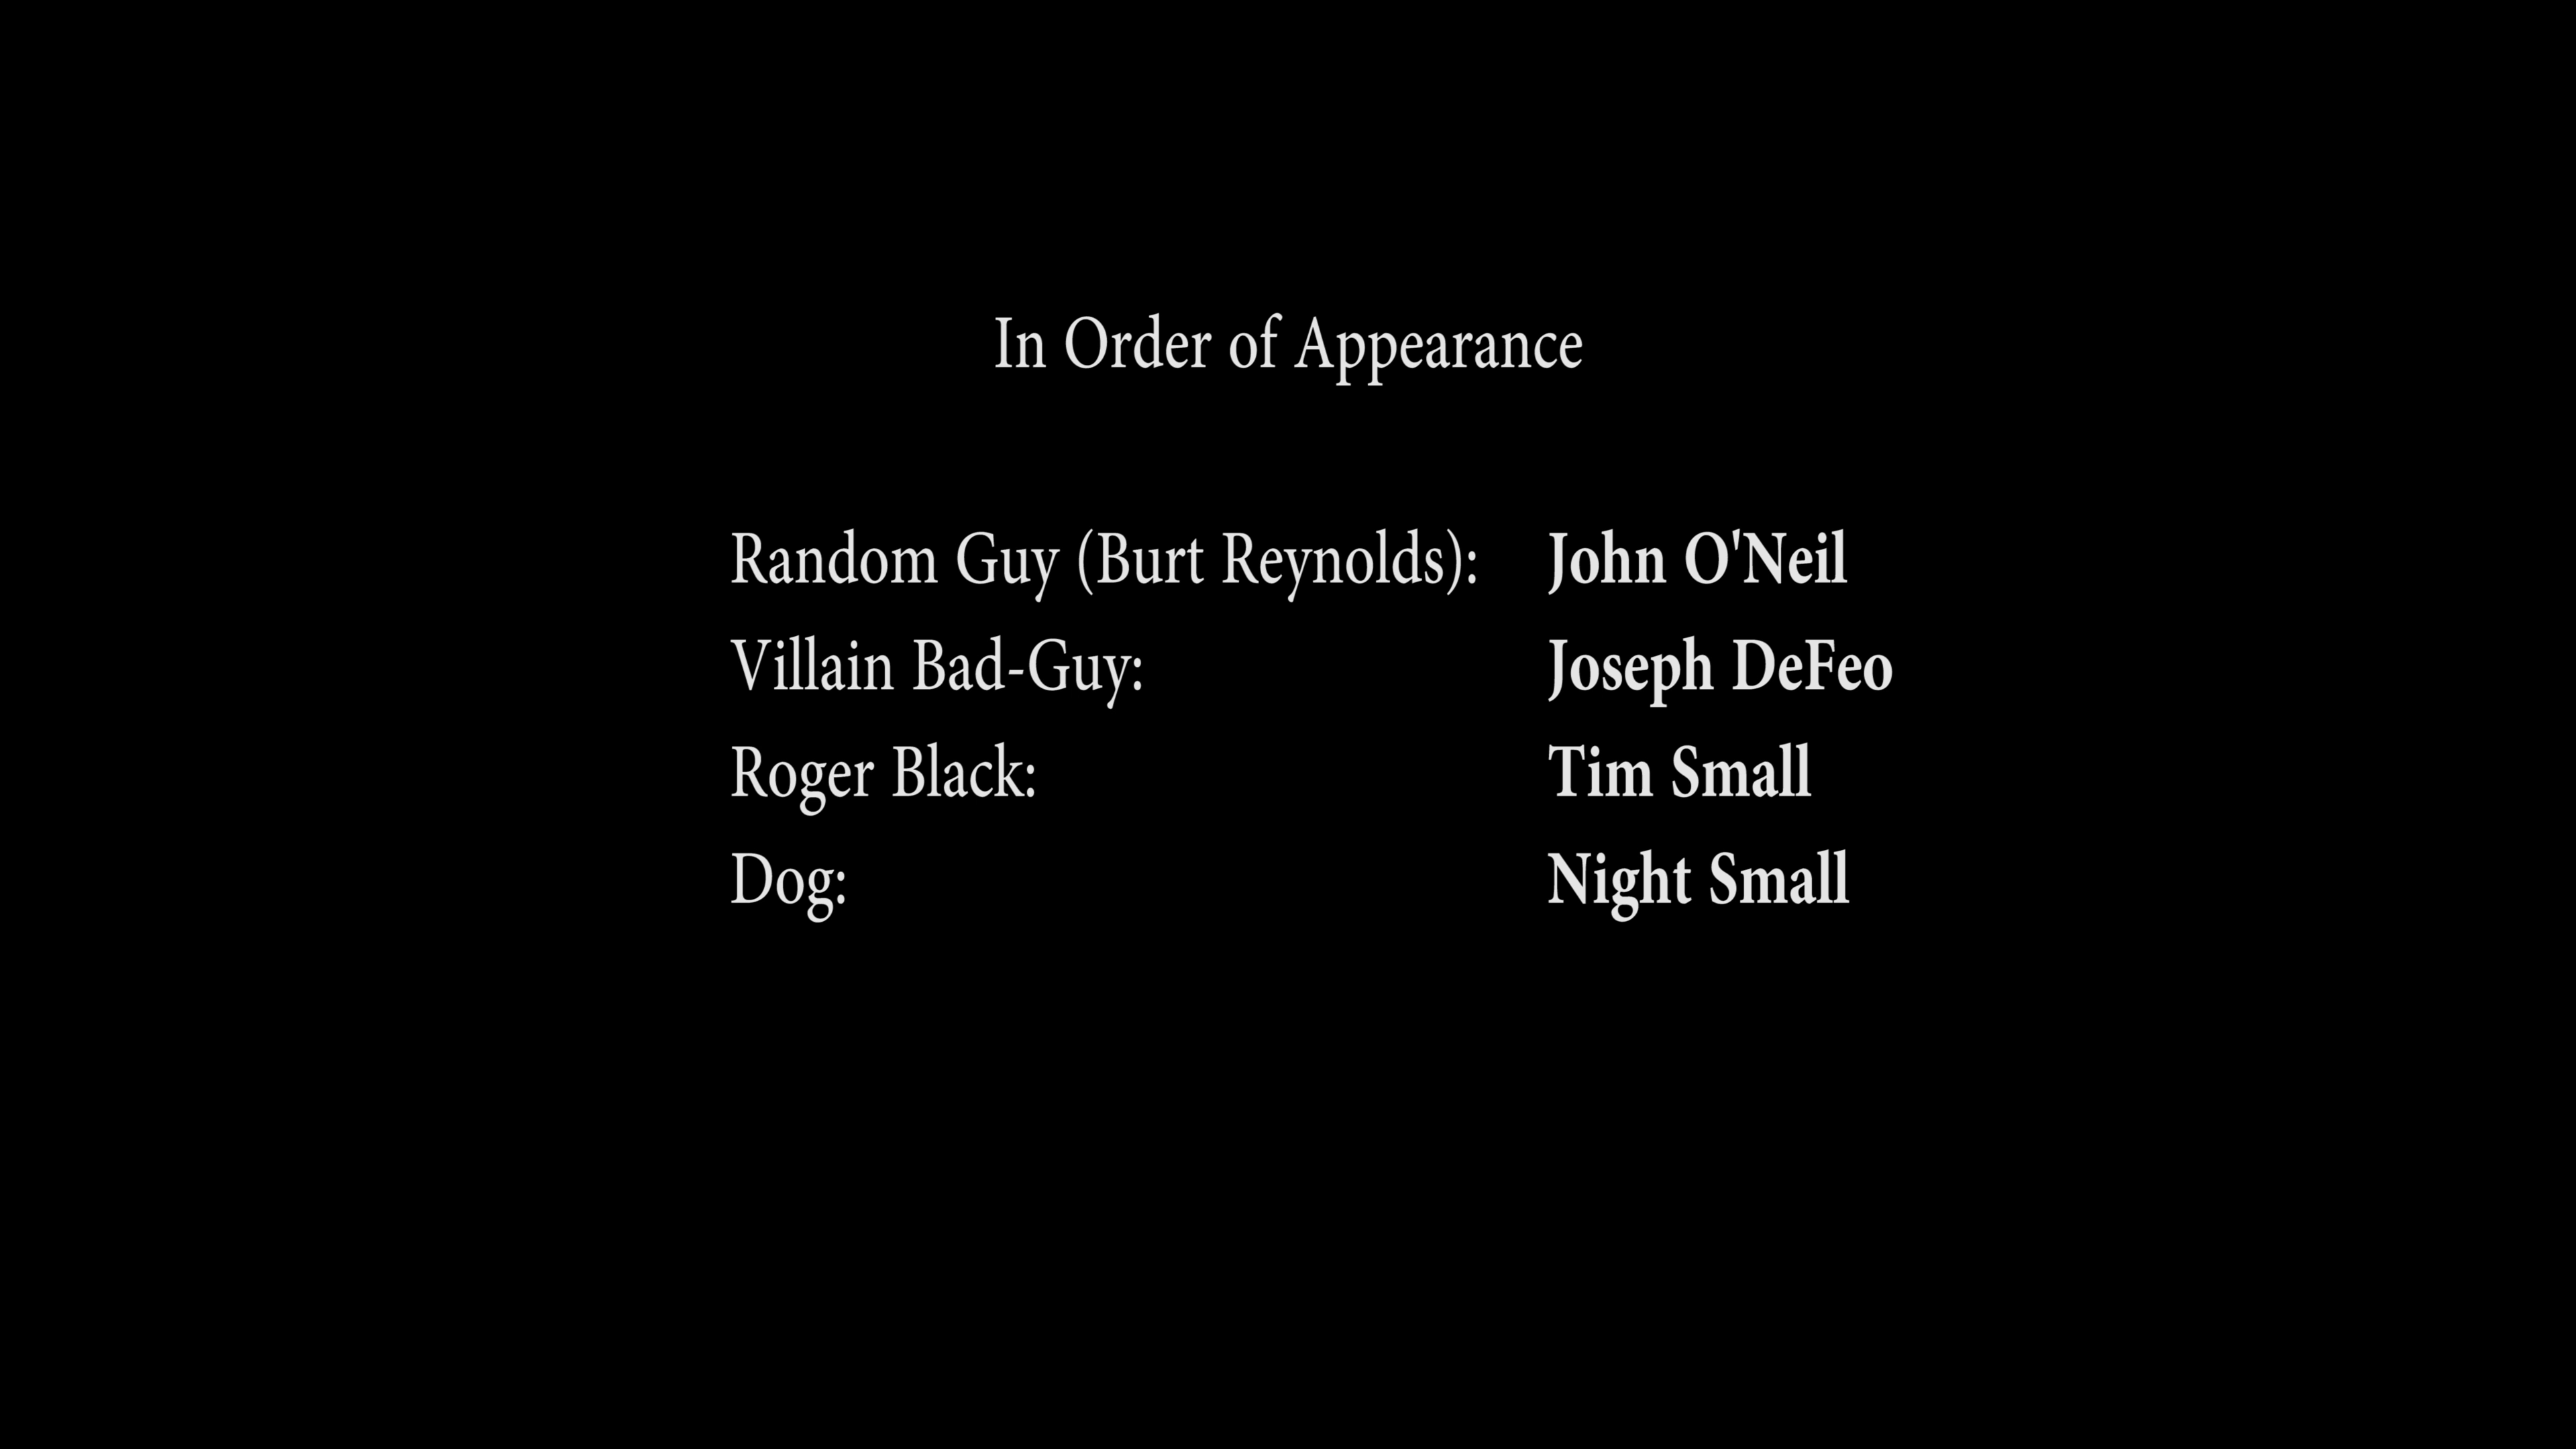 In Order of Appearance
Random Guy (Burt Reynolds): John O'Neil
Villain Bad-Guy: Joseph DeFeo
Roger Black: Tim Small
Dog: Night Small